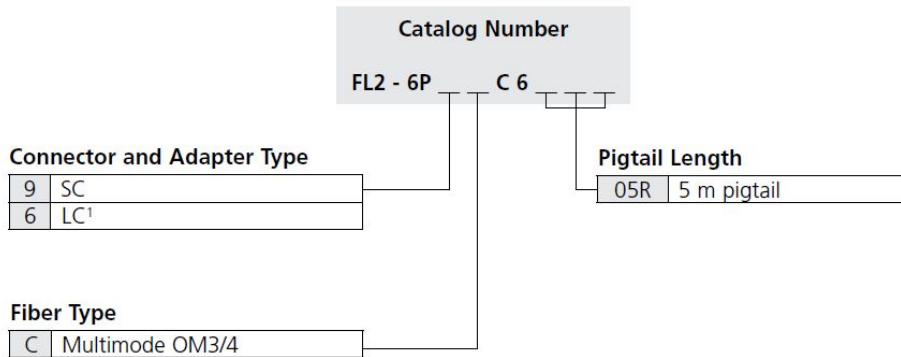 Catalog Number
FL2 - 6P _ _ C 6 _ _ _
Connector and Adapter Type
9 SC
6 LC¹
Pigtail Length
05R 5 m pigtail
Fiber Type
C Multimode OM3/4